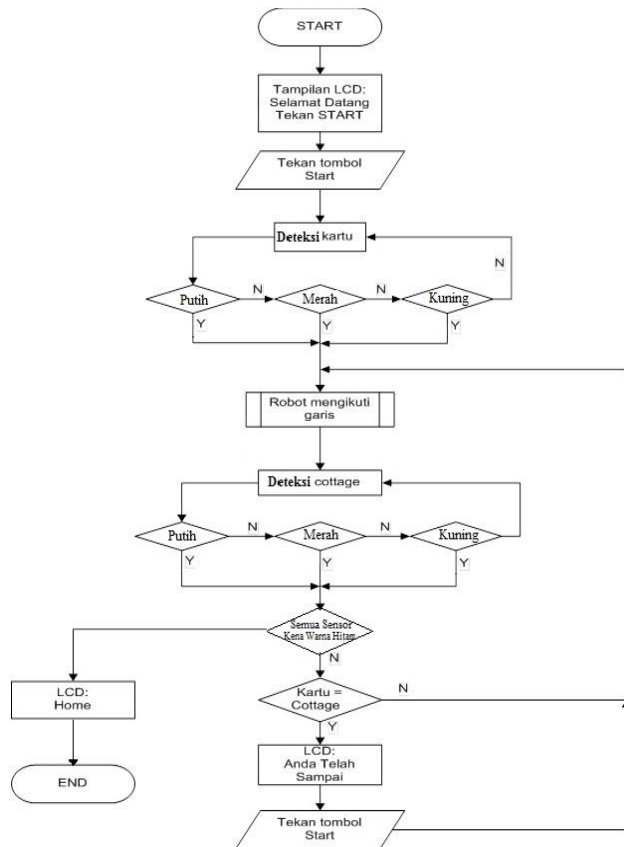 START
Tampilan LCD:
Selamat Datang
Tekan START
Tekan tombol
Start
Deteksi kartu
N
Putih
N
Merah
N
Kuning
Y
Y
Y
Robot mengikuti
garis
Deteksi cottage
Putih
N
Merah
N
Kuning
Y
Y
Y
Semua Sensor
Kena Warna Hitam
N
LCD:
Home
Kartu =
Cottage
N
Y
END
LCD:
Anda Telah
Sampai
Tekan tombol
Start